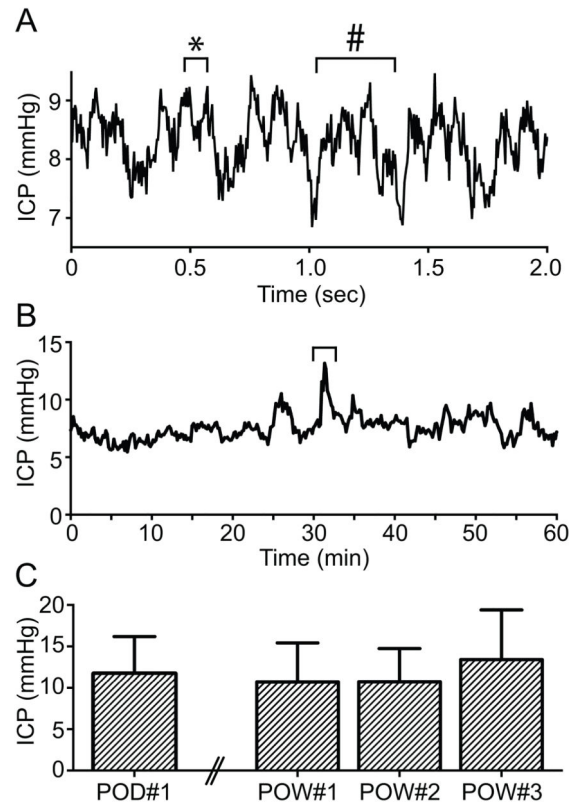 A
* #
ICP (mmHg)
9
8
7
0 0.5 1.0 1.5 2.0
Time (sec)
B
ICP (mmHg)
15
10
5
0
0 10 20 30 40 50 60
Time (min)
C
ICP (mmHg)
20
15
10
5
0
POD#1 POW#1 POW#2 POW#3